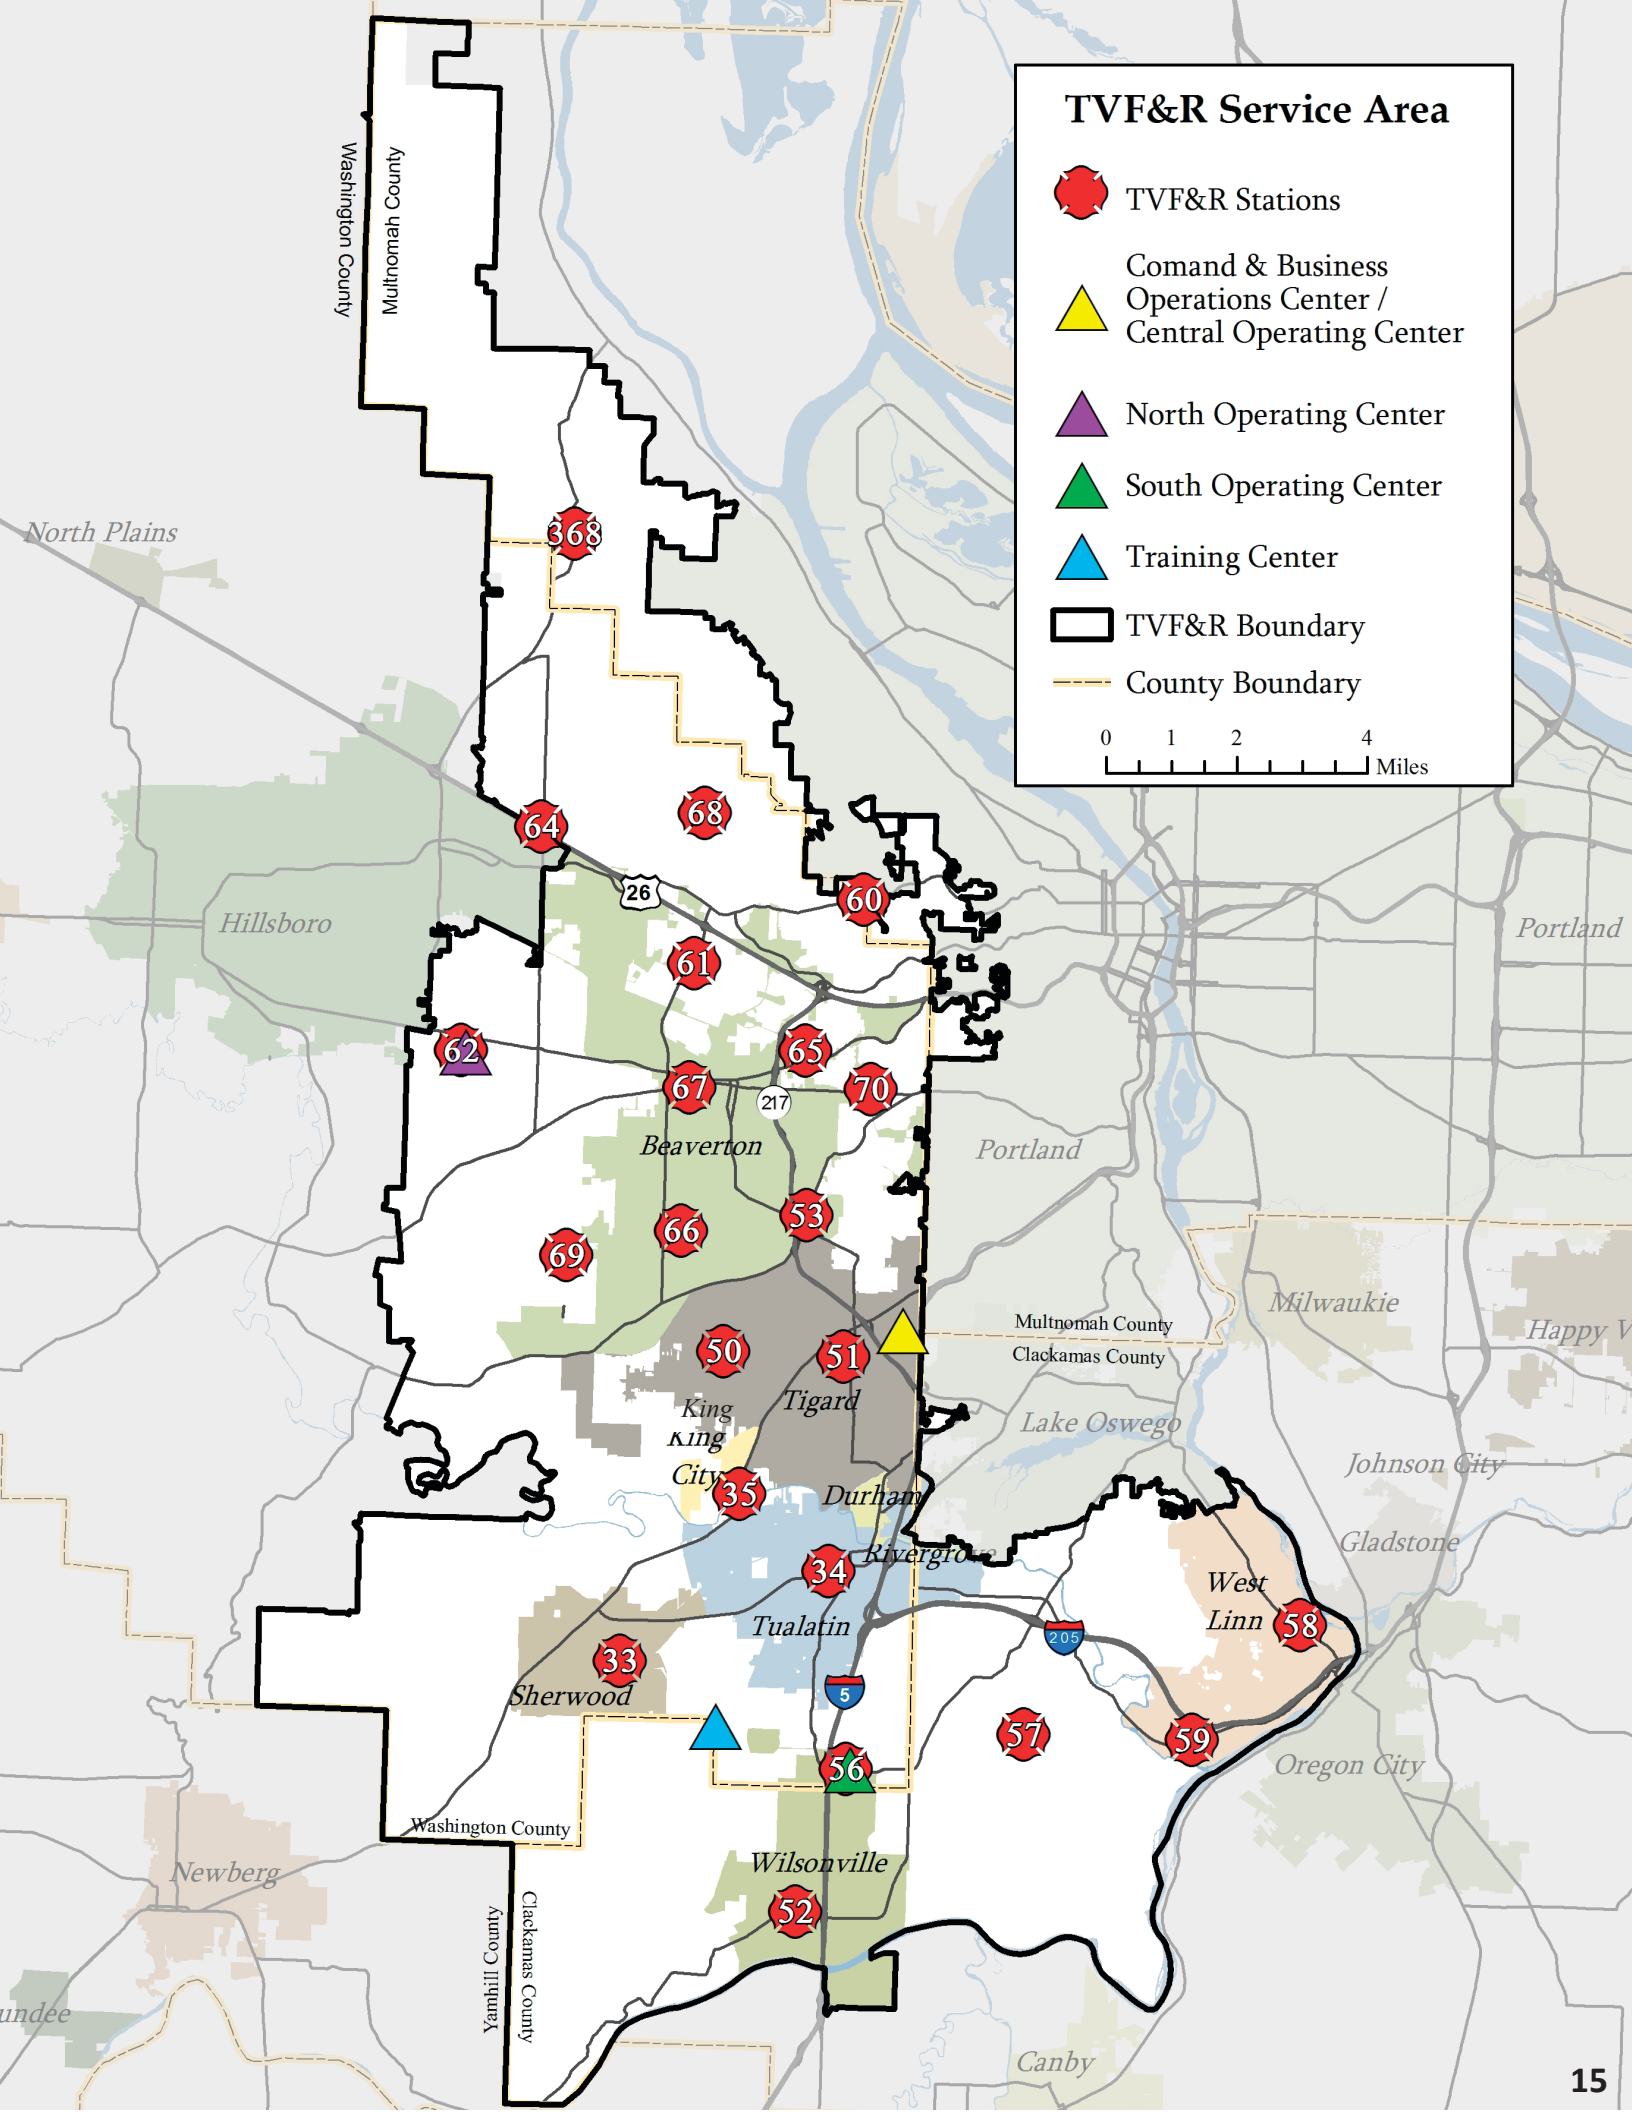 TVF&R Service Area
TVF&R Stations
Comand & Business
Operations Center /
Central Operating Center
North Operating Center
South Operating Center
Training Center
TVF&R Boundary
County Boundary
0 1 2 4
Miles
Washington County
Multnomah County
North Plains
368
64
68
26
60
Hillsboro
Portland
61
62
65
67
70
217
Beaverton
Portland
66
53
69
Milwaukie
Multnomah County
Clackamas County
Happy V
50
51
Tigard
King
King
City
Lake Oswego
Johnson City
35
Durham
Gladstone
Rivergrove
34
West
Linn
58
Tualatin
205
33
Sherwood
5
57
59
56
Oregon City
Washington County
Newberg
Wilsonville
52
Yamhill County
Clackamas County
undee
Canby
15